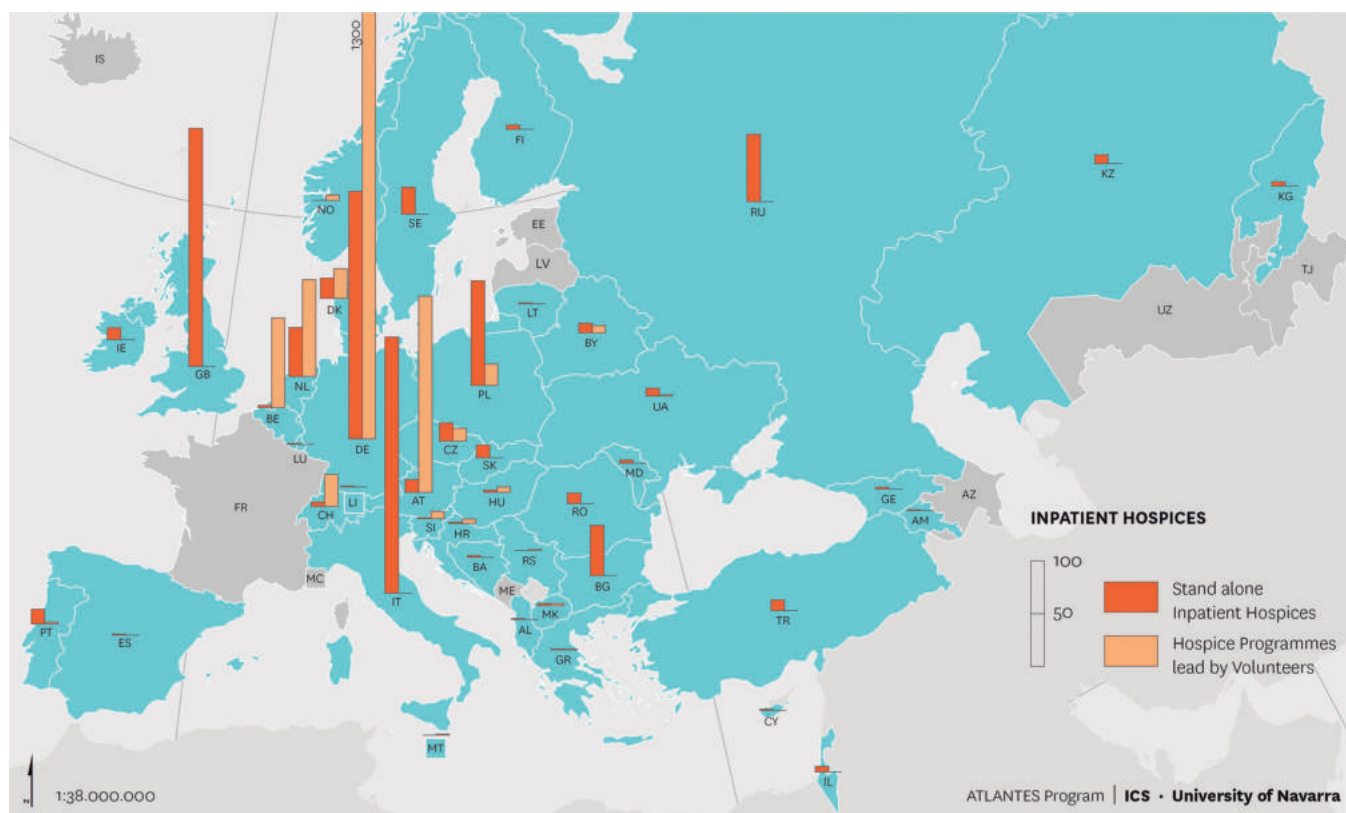 1300
IS
FI
NO
SE
RU
KZ
KG
EE
LV
TJ
DK
UZ
LT
BY
IE
GB
NL
PL
UA
BE
LU
DE
CZ
SK
MD
FR
CH
LI
AT
HU
RO
GE
AZ
AM
SI
HR
BA
RS
BG
MC
IT
ME
MK
AL
TR
PT
ES
GR
CY
MT
IL
INPATIENT HOSPICES
100
50
Stand alone
Inpatient Hospices
Hospice Programmes
lead by Volunteers
N
1:38.000.000
ATLANTES Program | ICS · University of Navarra